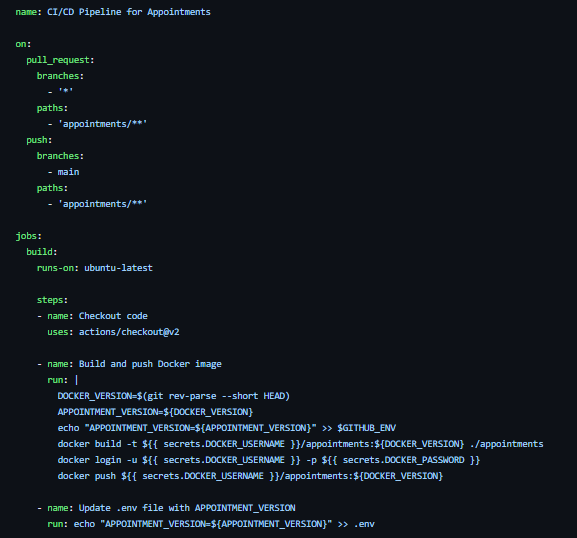 name: CI/CD Pipeline for Appointments

on:
  pull_request:
    branches:
      - '*'
    paths:
      - 'appointments/**'
  push:
    branches:
      - main
    paths:
      - 'appointments/**'

jobs:
  build:
    runs-on: ubuntu-latest

    steps:
    - name: Checkout code
      uses: actions/checkout@v2

    - name: Build and push Docker image
      run: |
        DOCKER_VERSION=$(git rev-parse --short HEAD)
        APPOINTMENT_VERSION=${DOCKER_VERSION}
        echo "APPOINTMENT_VERSION=${APPOINTMENT_VERSION}" >> $GITHUB_ENV
        docker build -t ${{ secrets.DOCKER_USERNAME }}/appointments:${DOCKER_VERSION} ./appointments
        docker login -u ${{ secrets.DOCKER_USERNAME }} -p ${{ secrets.DOCKER_PASSWORD }}
        docker push ${{ secrets.DOCKER_USERNAME }}/appointments:${DOCKER_VERSION}

    - name: Update .env file with APPOINTMENT_VERSION
      run: echo "APPOINTMENT_VERSION=${APPOINTMENT_VERSION}" >> .env